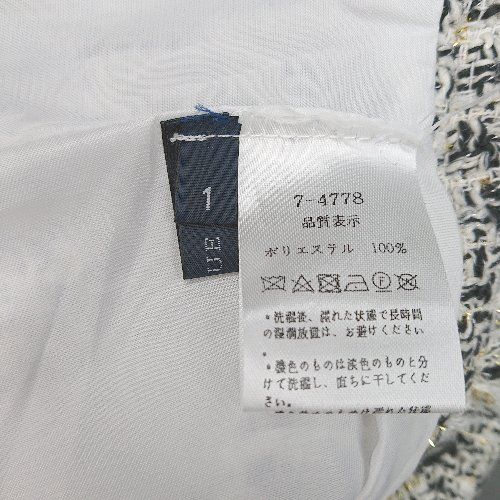 1
7-4778
品質表示
ポリエステル 100%
・洗濯後、濡れた状態で長時間
の湿潤放置は、お避けください
・濃色のものは淡色のものと分
けて洗濯し、直ちに干してくだ
さい。